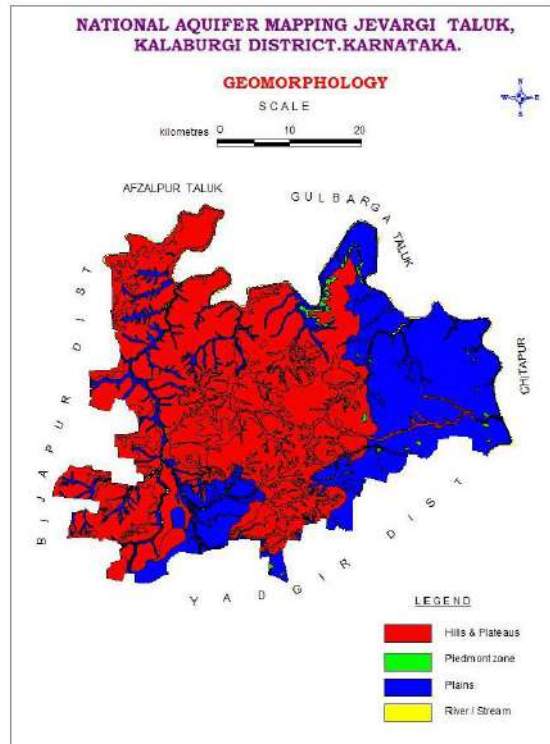 NATIONAL AQUIFER MAPPING JEVARGI TALUK,
KALABURGI DISTRICT.KARNATAKA.
GEOMORPHOLOGY
SCALE
kilometres 0 10 20
N
W E
S
AFZALPUR TALUK
GULBARGA TALUK
BIJAPUR DIST
CHITAPUR
YADGIR DIST
LEGEND
Hills & Plateaus
Piedmont zone
Plains
River / Stream